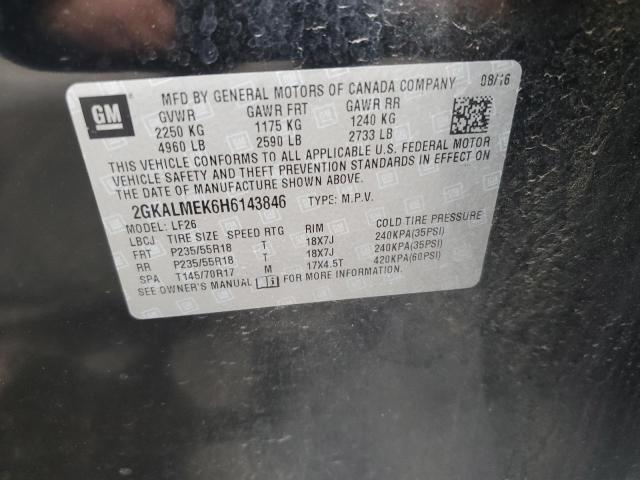 GM
MFD BY GENERAL MOTORS OF CANADA COMPANY 08/16
GVWR GAWR FRT GAWR RR
2250 KG 1175 KG 1240 KG
4960 LB 2590 LB 2733 LB
THIS VEHICLE CONFORMS TO ALL APPLICABLE U.S. FEDERAL MOTOR
VEHICLE SAFETY AND THEFT PREVENTION STANDARDS IN EFFECT ON
THE DATE OF MANUFACTURE SHOWN ABOVE.
2GKALMEK6H6143846 TYPE: M.P.V.
MODEL: LF26
LBCJ TIRE SIZE SPEED RTG RIM COLD TIRE PRESSURE
FRT P235/55R18 T 18X7J 240KPA(35PSI)
RR P235/55R18 T 18X7J 240KPA(35PSI)
SPA T145/70R17 M 17X4.5T 420KPA(60PSI)
SEE OWNER'S MANUAL FOR MORE INFORMATION.